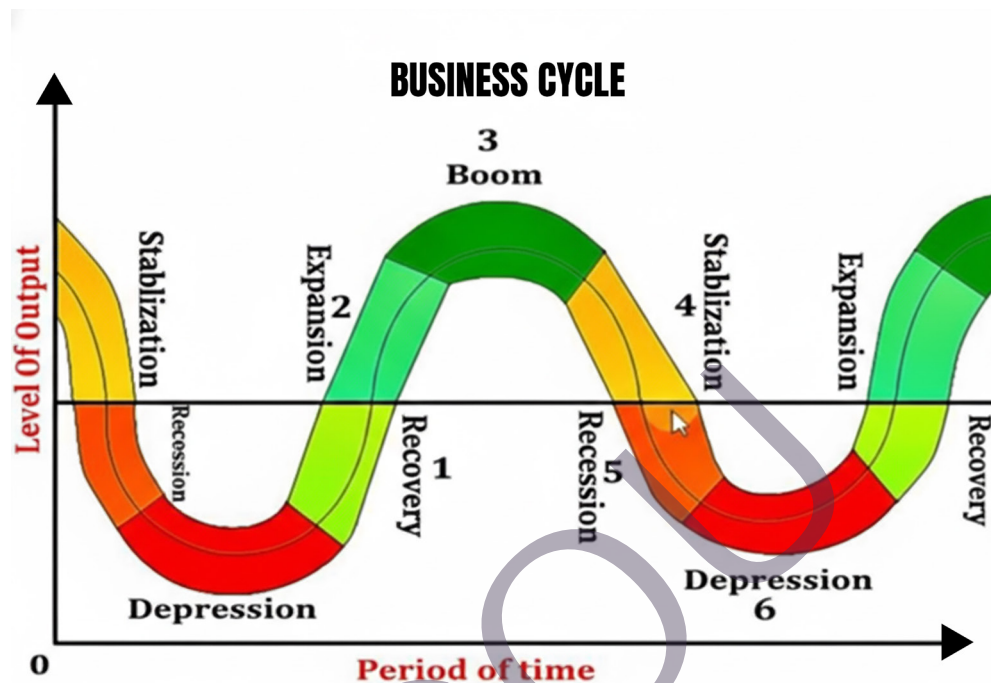 BUSINESS CYCLE
3
Boom
Level Of Output
Stablization
Expansion
2
4
Stablization
Expansion
Recession
Recovery
1
Recession
5
Recovery
Depression
Depression
6
0
Period of time